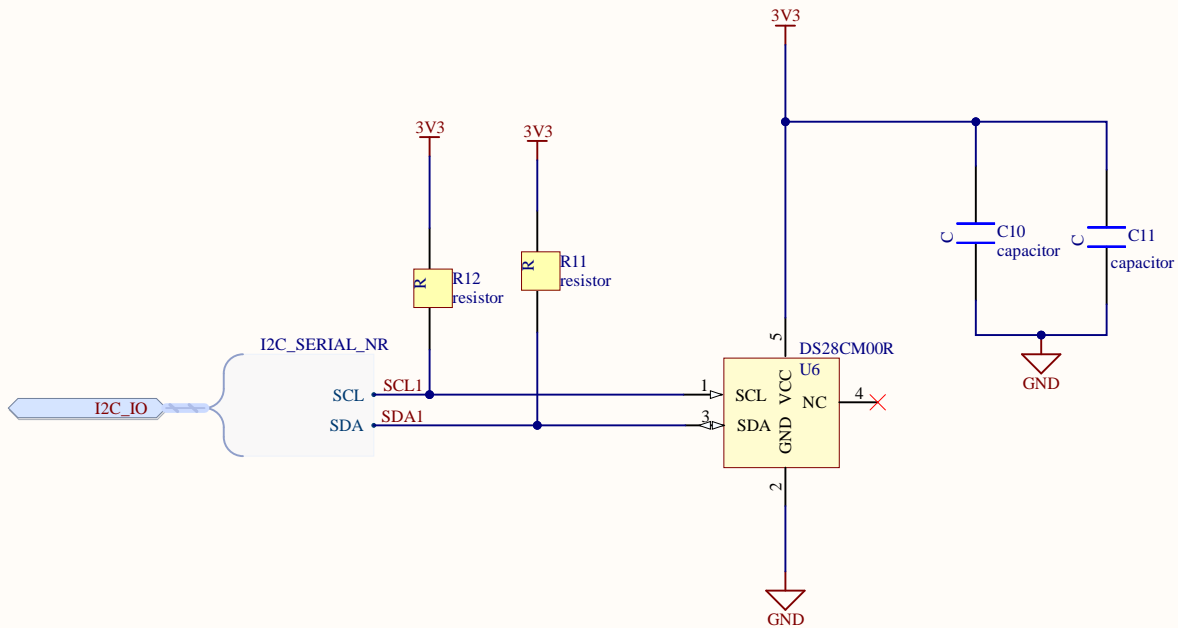 3V3
3V3
3V3
R12
resistor
R
R11
resistor
R
C10
capacitor
C
C11
capacitor
C
GND
I2C_SERIAL_NR
I2C_IO
SCL
SCL1
SDA
SDA1
DS28CM00R
U6
5
1
SCL
VCC
NC
4
3
SDA
GND
2
GND